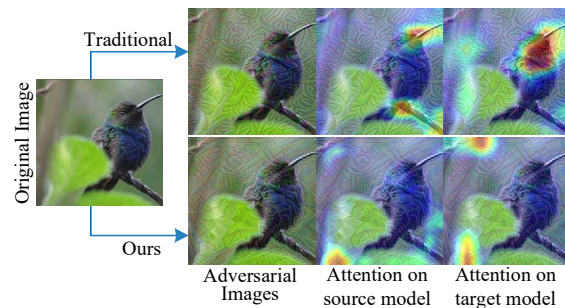 Traditional
Original Image
Ours
Adversarial
Images
Attention on
source model
Attention on
target model